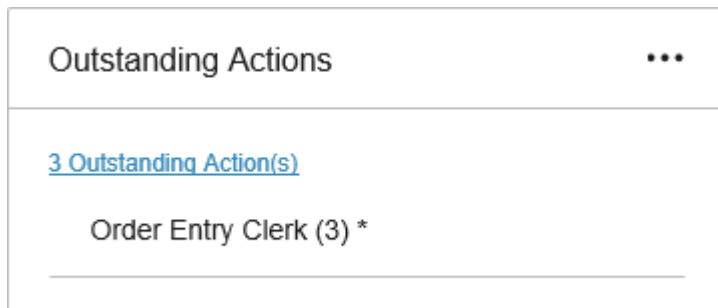 Outstanding Actions
3 Outstanding Action(s)
Order Entry Clerk (3) *